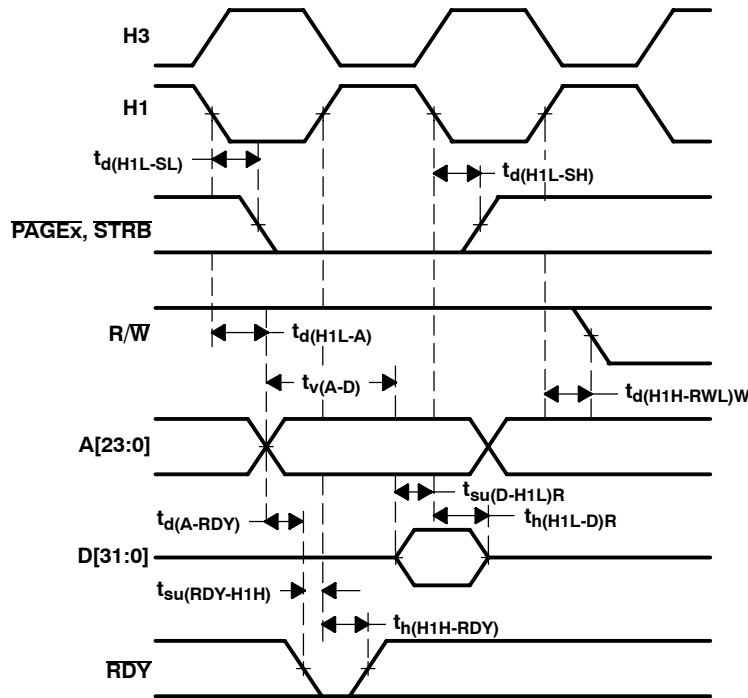 H3
H1
td(H1L-SL)
td(H1L-SH)
PAGEx, STRB
R/W
td(H1L-A)
tv(A-D)
td(H1H-RWL)W
A[23:0]
tsu(D-H1L)R
td(A-RDY)
th(H1L-D)R
D[31:0]
tsu(RDY-H1H)
th(H1H-RDY)
RDY